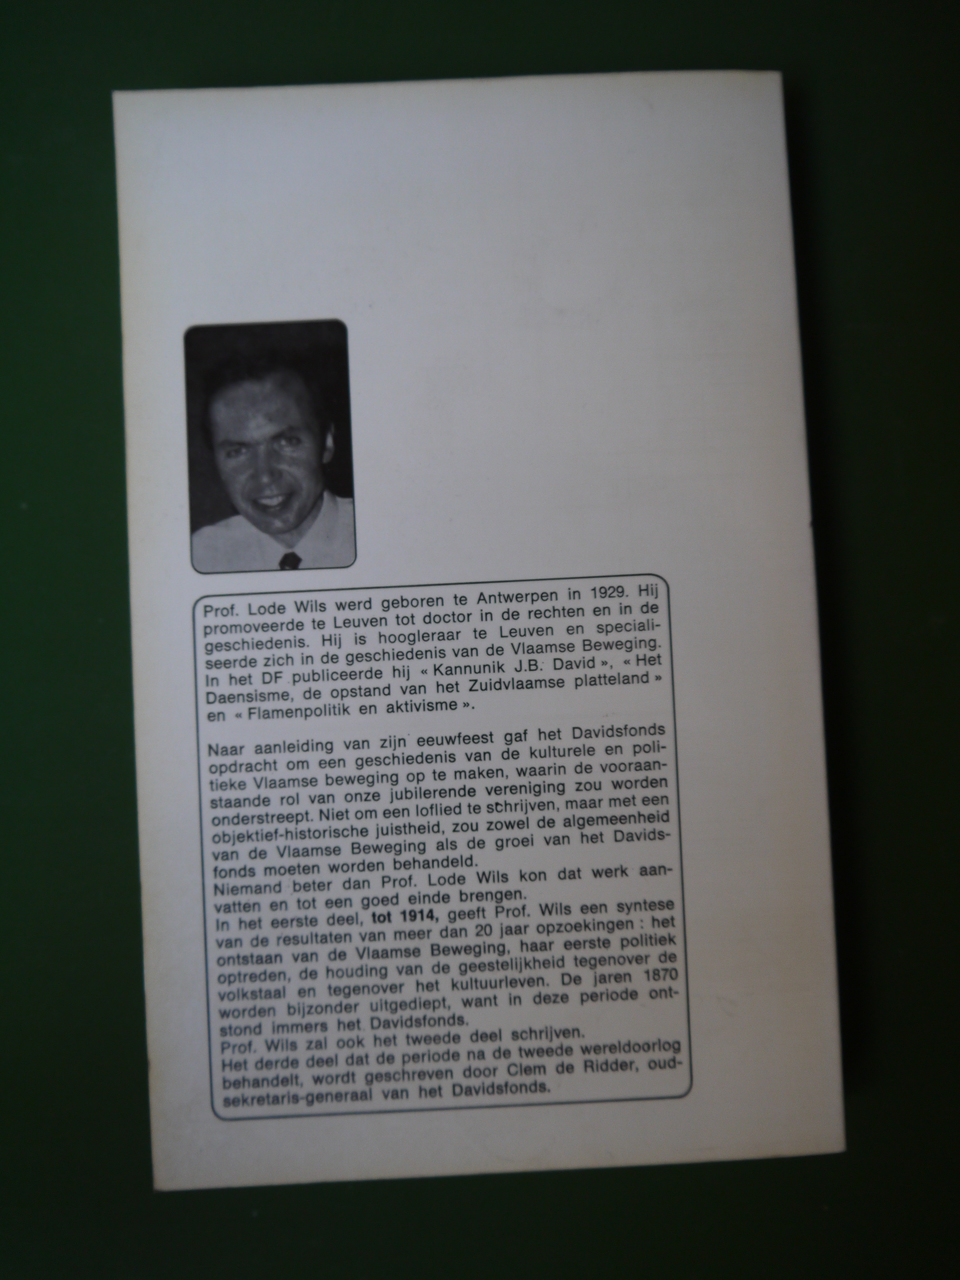 Prof. Lode Wils werd geboren te Antwerpen in 1929. Hij
promoveerde te Leuven tot doctor in de rechten en in de
geschiedenis. Hij is hoogleraar te Leuven en speciali-
seerde zich in de geschiedenis van de Vlaamse Beweging.
In het DF publiceerde hij « Kannunik J.B. David », « Het
Daensisme, de opstand van het Zuidvlaamse platteland »
en « Flamenpolitik en aktivisme ».
Naar aanleiding van zijn eeuwfeest gaf het Davidsfonds
opdracht om een geschiedenis van de kulturele en poli-
tieke Vlaamse beweging op te maken, waarin de vooraan-
staande rol van onze jubilerende vereniging zou worden
onderstreept. Niet om een loflied te schrijven, maar met een
objektief-historische juistheid, zou zowel de algemeenheid
van de Vlaamse Beweging als de groei van het Davids-
fonds moeten worden behandeld.
Niemand beter dan Prof. Lode Wils kon dat werk aan-
vatten en tot een goed einde brengen.
In het eerste deel, tot 1914, geeft Prof. Wils een syntese
van de resultaten van meer dan 20 jaar opzoekingen : het
ontstaan van de Vlaamse Beweging, haar eerste politiek
optreden, de houding van de geestelijkheid tegenover de
volkstaal en tegenover het kultuurleven. De jaren 1870
worden bijzonder uitgediept, want in deze periode ont-
stond immers het Davidsfonds.
Prof. Wils zal ook het tweede deel schrijven.
Het derde deel dat de periode na de tweede wereldoorlog
behandelt, wordt geschreven door Clem de Ridder, oud-
sekretaris-generaal van het Davidsfonds.